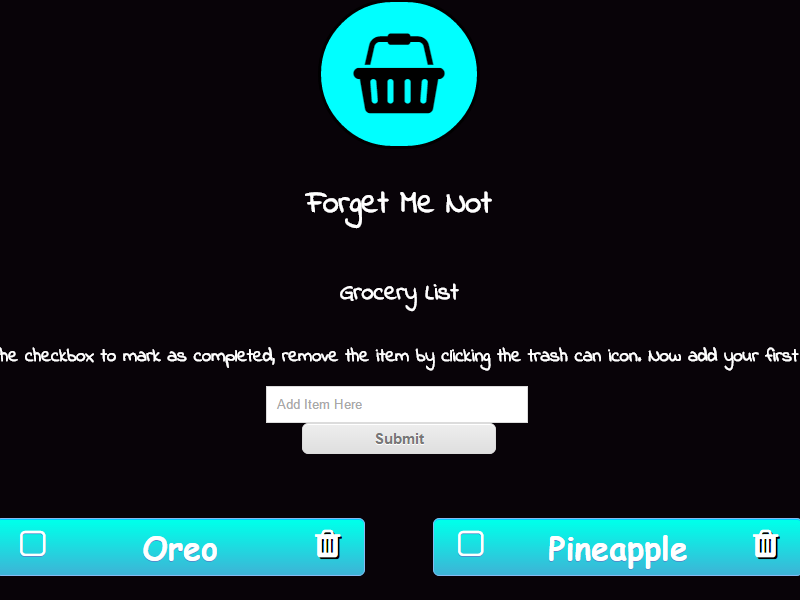 Forget Me Not
Grocery List
he checkbox to mark as completed, remove the item by clicking the trash can icon. Now add your first
Add Item Here
Submit
Oreo
Pineapple